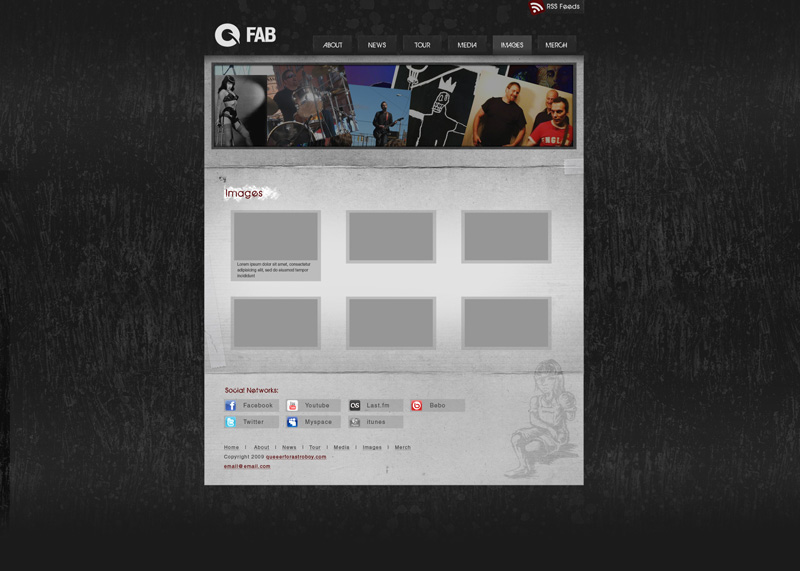 RSS Feeds
FAB
ABOUT NEWS TOUR MEDIA IMAGES MERCH
ENGL
Images
Lorem ipsum dolor sit amet, consectetur
adipisicing elit, sed do eiusmod tempor
incididunt
Social Networks:
Facebook Youtube Last.fm Bebo
Twitter Myspace itunes
Home | About | News | Tour | Media | Images | Merch
Copyright 2009 queeerforastroboy.com
email@email.com